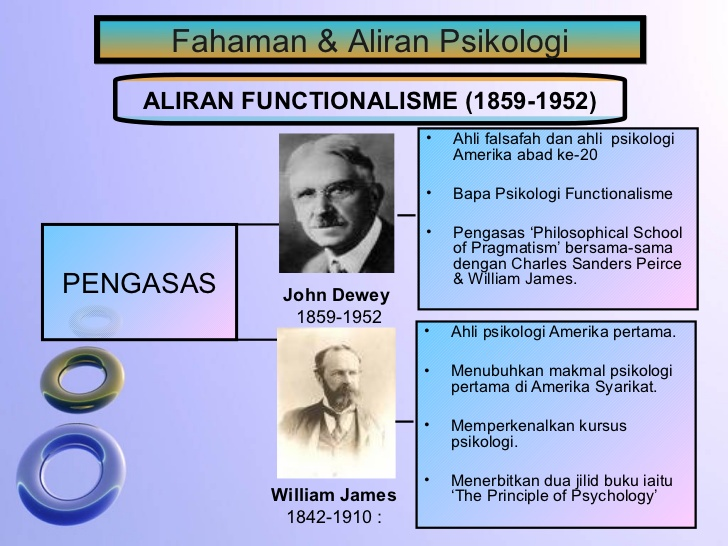 Fahaman & Aliran Psikologi
ALIRAN FUNCTIONALISME (1859-1952)
PENGASAS
John Dewey
1859-1952
• Ahli falsafah dan ahli psikologi
Amerika abad ke-20
• Bapa Psikologi Functionalisme
• Pengasas ‘Philosophical School
of Pragmatism’ bersama-sama
dengan Charles Sanders Peirce
& William James.
William James
1842-1910 :
• Ahli psikologi Amerika pertama.
• Menubuhkan makmal psikologi
pertama di Amerika Syarikat.
• Memperkenalkan kursus
psikologi.
• Menerbitkan dua jilid buku iaitu
‘The Principle of Psychology’